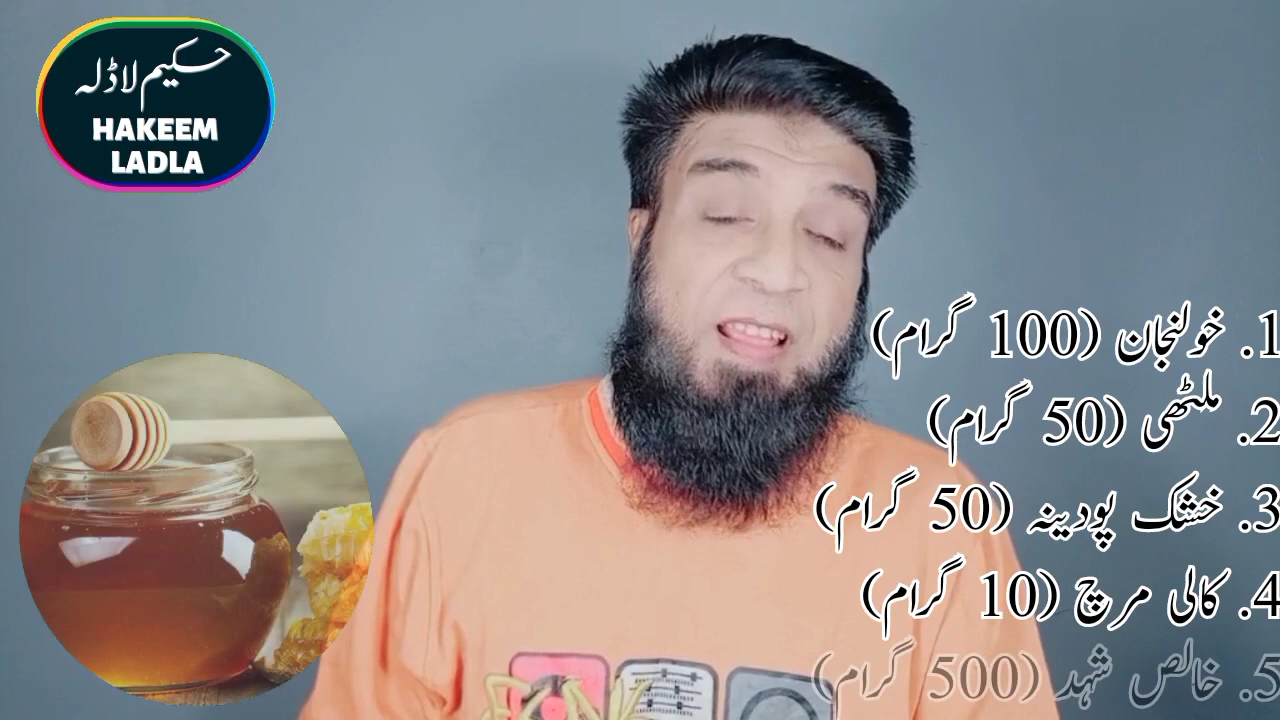 حکیم لاڈلہ
HAKEEM
LADLA
1. خولنجان (100 گرام)
2. ملٹھی (50 گرام)
3. خشک پودینہ (50 گرام)
4. کالی مرچ (10 گرام)
5. خالص شہد (500 گرام)